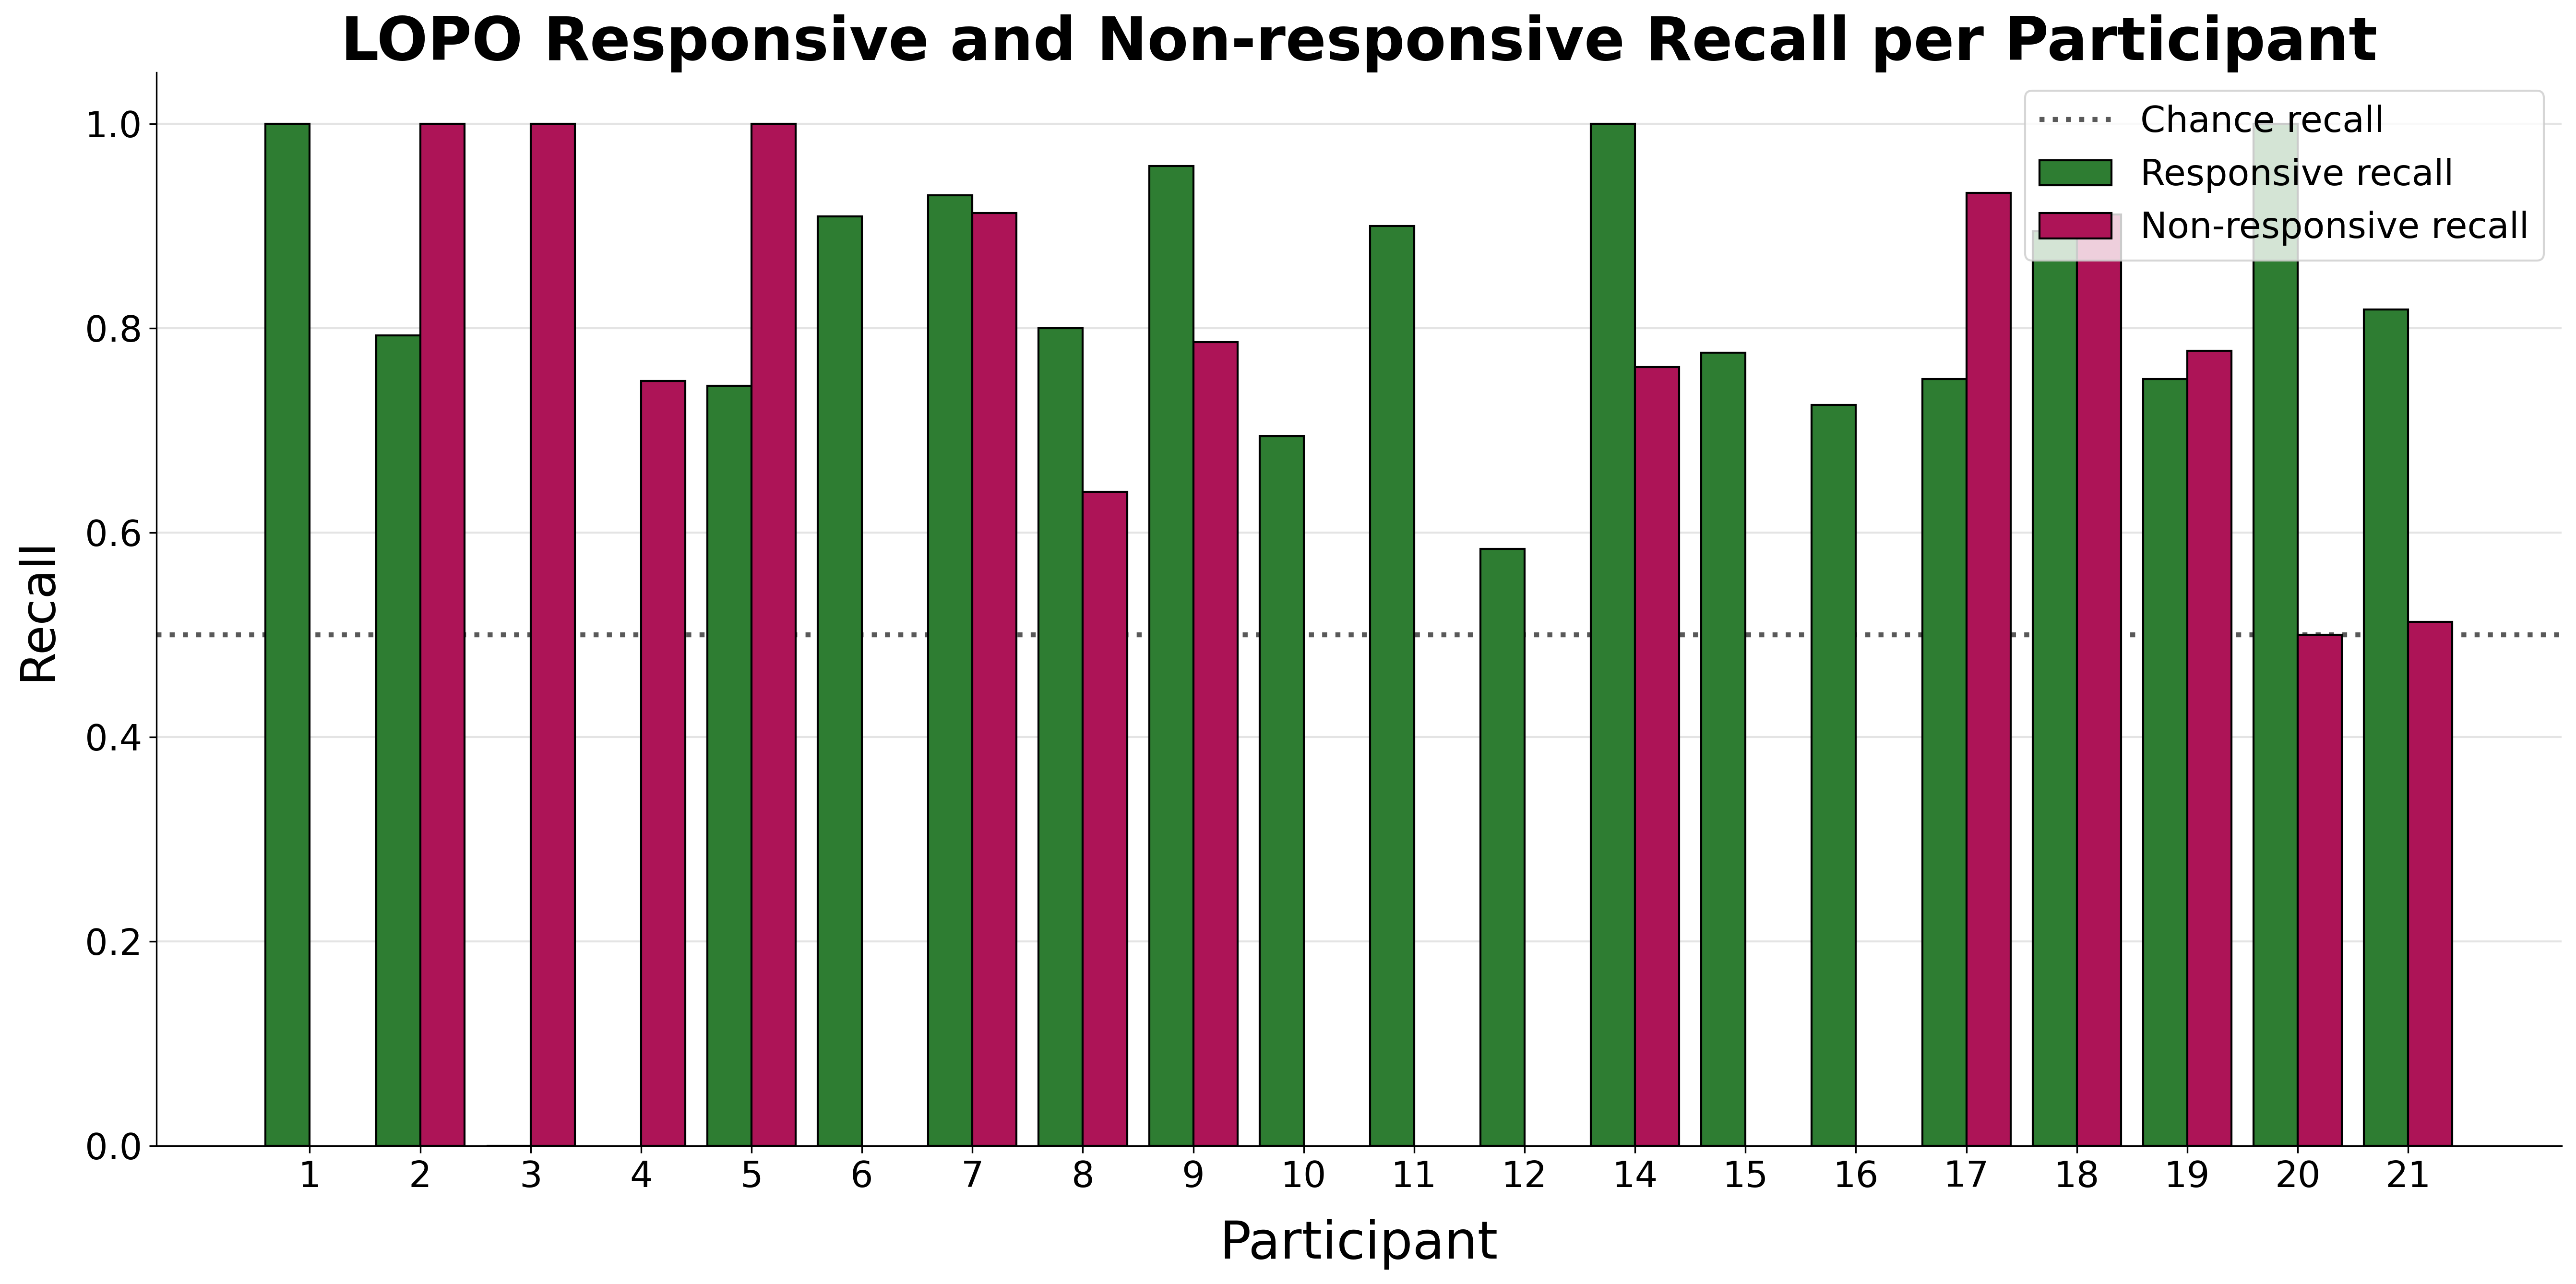 LOPO Responsive and Non-responsive Recall per Participant
Chance recall
Responsive recall
Non-responsive recall
1.0
0.8
0.6
0.4
0.2
0.0
Recall
1 2 3 4 5 6 7 8 9 10 11 12 14 15 16 17 18 19 20 21
Participant